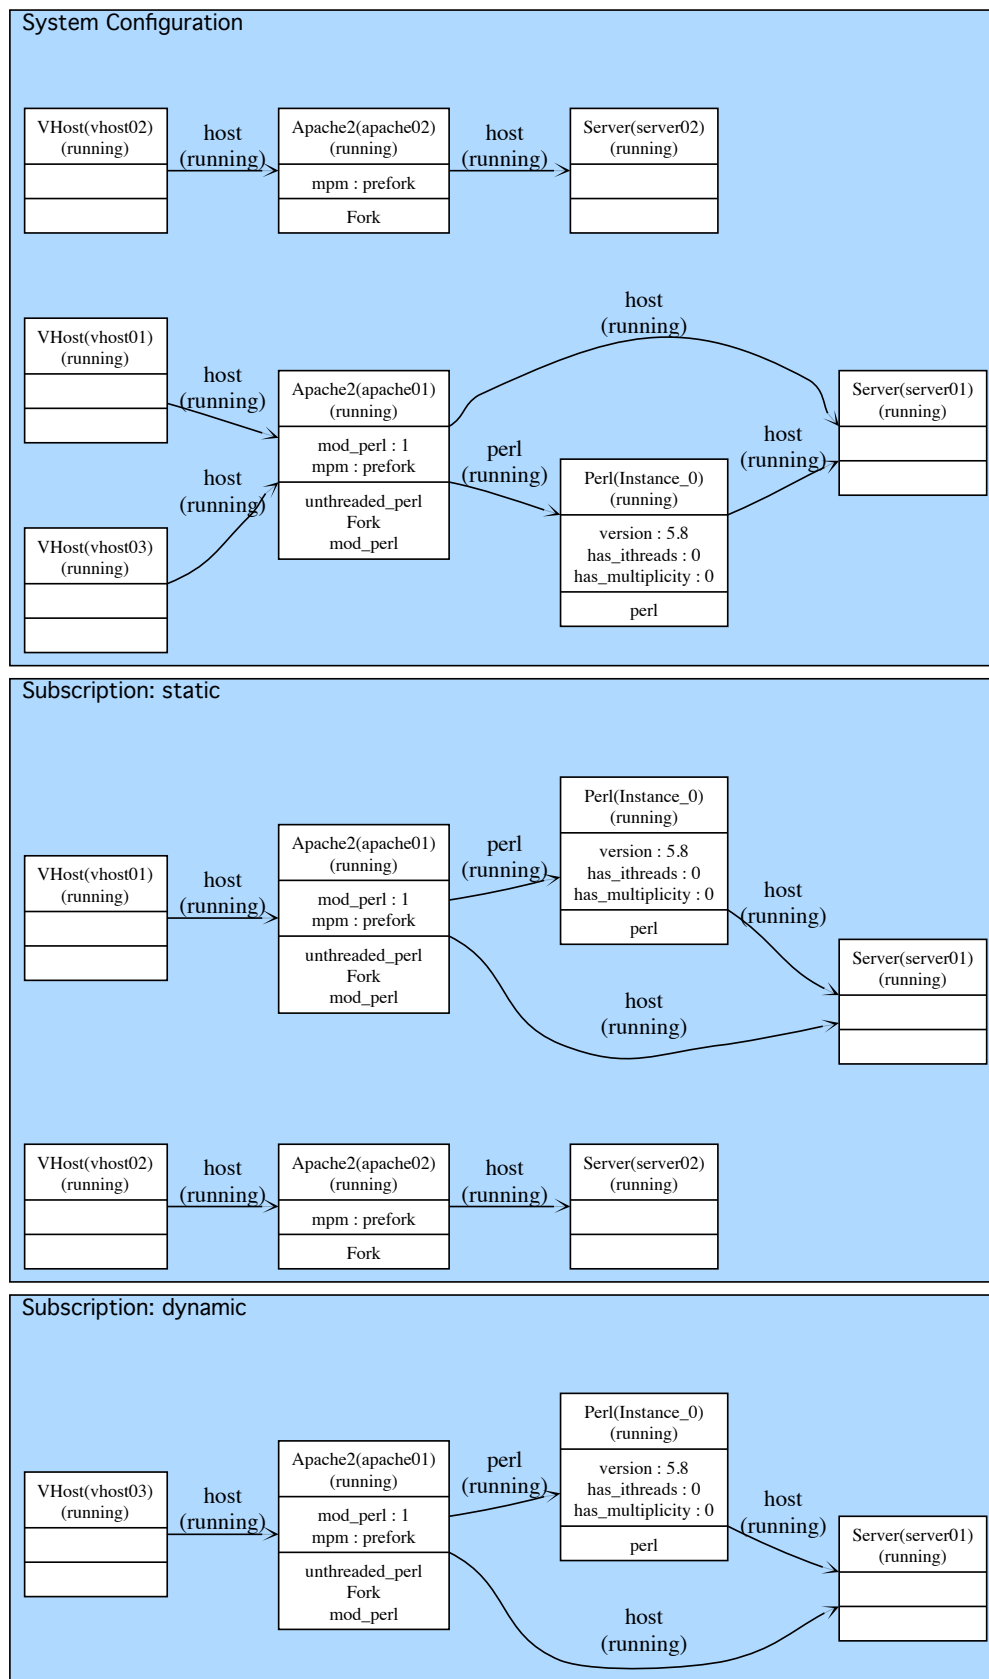 System Configuration
VHost(vhost02)
(running)
host
(running)
Apache2(apache02)
(running)
mpm : prefork
Fork
host
(running)
Server(server02)
(running)
VHost(vhost01)
(running)
host
(running)
VHost(vhost03)
(running)
host
(running)
Apache2(apache01)
(running)
mod_perl : 1
mpm : prefork
unthreaded_perl
Fork
mod_perl
host
(running)
perl
(running)
Perl(Instance_0)
(running)
version : 5.8
has_ithreads : 0
has_multiplicity : 0
perl
host
(running)
Server(server01)
(running)
Subscription: static
VHost(vhost01)
(running)
host
(running)
Apache2(apache01)
(running)
mod_perl : 1
mpm : prefork
unthreaded_perl
Fork
mod_perl
perl
(running)
Perl(Instance_0)
(running)
version : 5.8
has_ithreads : 0
has_multiplicity : 0
perl
host
(running)
host
(running)
Server(server01)
(running)
VHost(vhost02)
(running)
host
(running)
Apache2(apache02)
(running)
mpm : prefork
Fork
host
(running)
Server(server02)
(running)
Subscription: dynamic
VHost(vhost03)
(running)
host
(running)
Apache2(apache01)
(running)
mod_perl : 1
mpm : prefork
unthreaded_perl
Fork
mod_perl
perl
(running)
Perl(Instance_0)
(running)
version : 5.8
has_ithreads : 0
has_multiplicity : 0
perl
host
(running)
host
(running)
Server(server01)
(running)